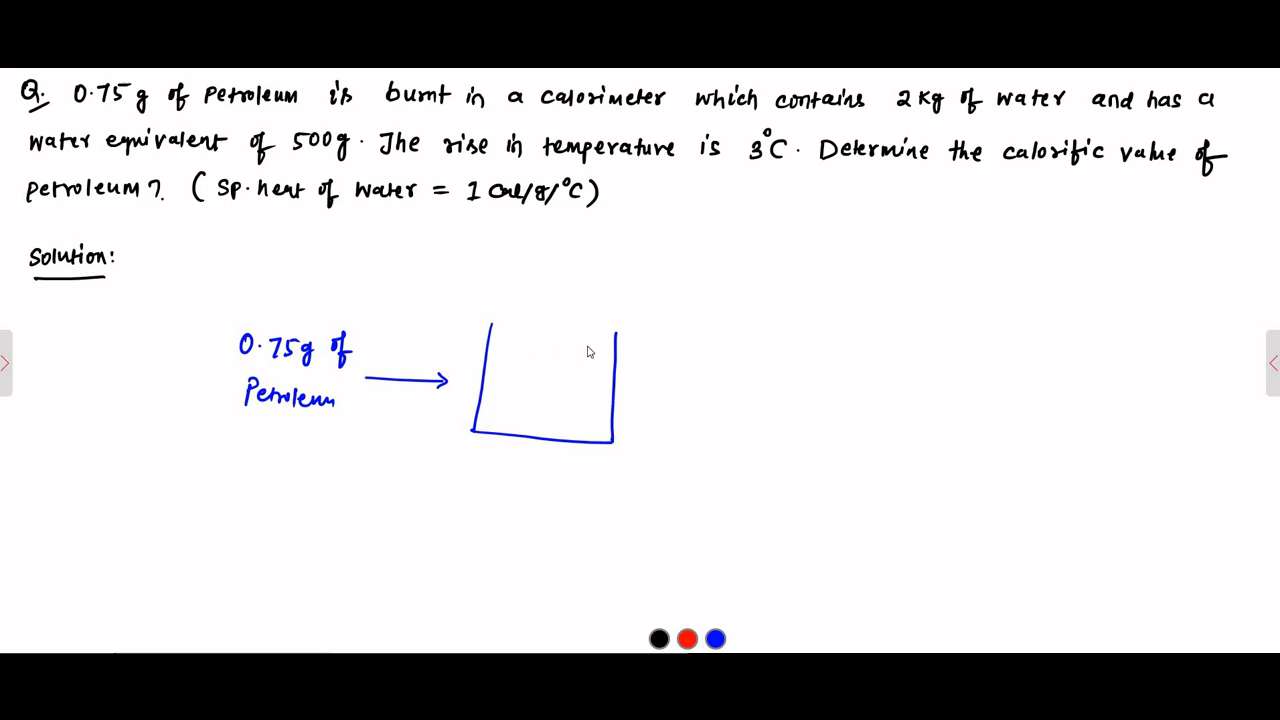 Q. 0.75 g of Petroleum is burnt in a calorimeter which contains 2 Kg of water and has a
water equivalent of 500g. The rise in temperature is 3°C. Determine the calorific value of
petroleum?. ( Sp. heat of water = 1 Cal/g/°C)
Solution:
0.75g of
Petroleum